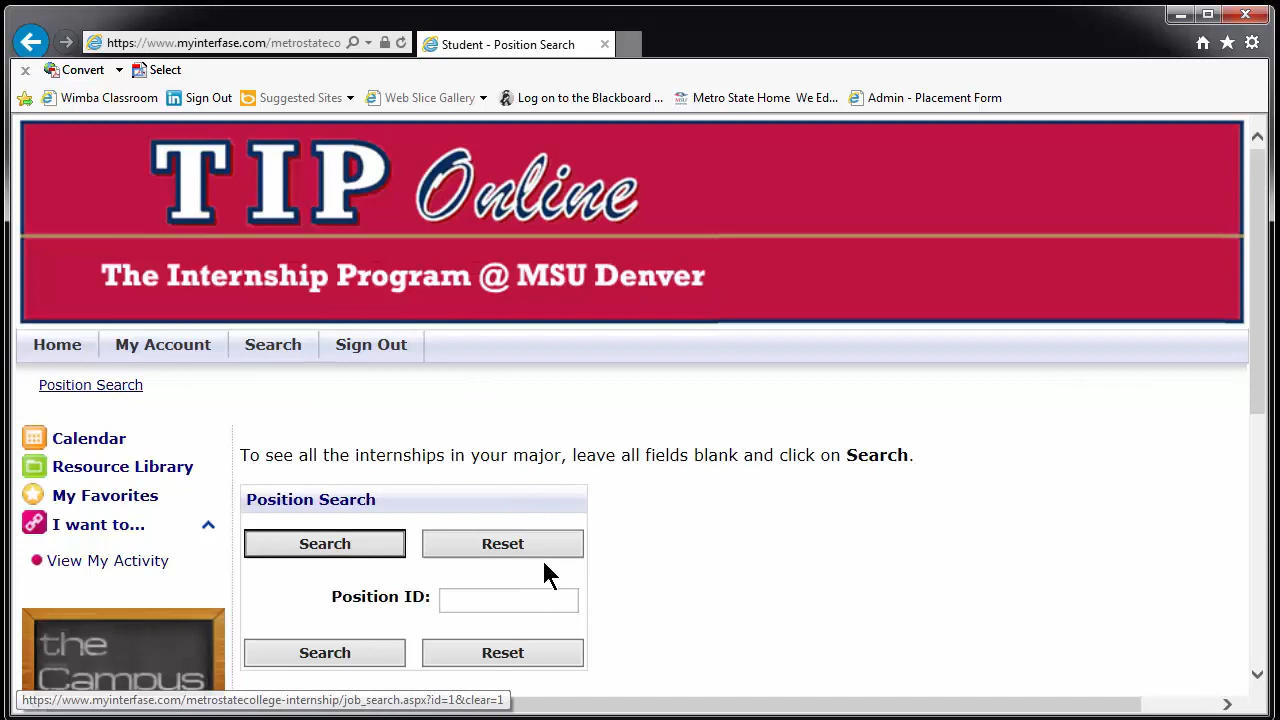 https://www.myinterfase.com/metrostateco
Student - Position Search
Convert
Select
Wimba Classroom
Sign Out
Suggested Sites
Web Slice Gallery
Log on to the Blackboard ...
Metro State Home  We Ed...
Admin - Placement Form
TIP Online
The Internship Program @ MSU Denver
Home
My Account
Search
Sign Out
Position Search
Calendar
Resource Library
My Favorites
I want to...
View My Activity
the
Campus
To see all the internships in your major, leave all fields blank and click on Search.
Position Search
Search
Reset
Position ID:
Search
Reset
https://www.myinterfase.com/metrostatecollege-internship/job_search.aspx?id=1&clear=1